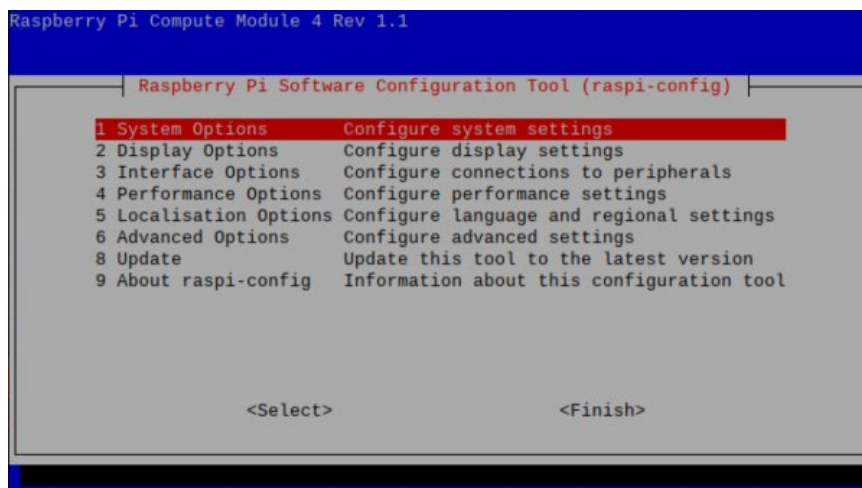 Raspberry Pi Compute Module 4 Rev 1.1
Raspberry Pi Software Configuration Tool (raspi-config)
1 System Options Configure system settings
2 Display Options Configure display settings
3 Interface Options Configure connections to peripherals
4 Performance Options Configure performance settings
5 Localisation Options Configure language and regional settings
6 Advanced Options Configure advanced settings
8 Update Update this tool to the latest version
9 About raspi-config Information about this configuration tool
<Select> <Finish>